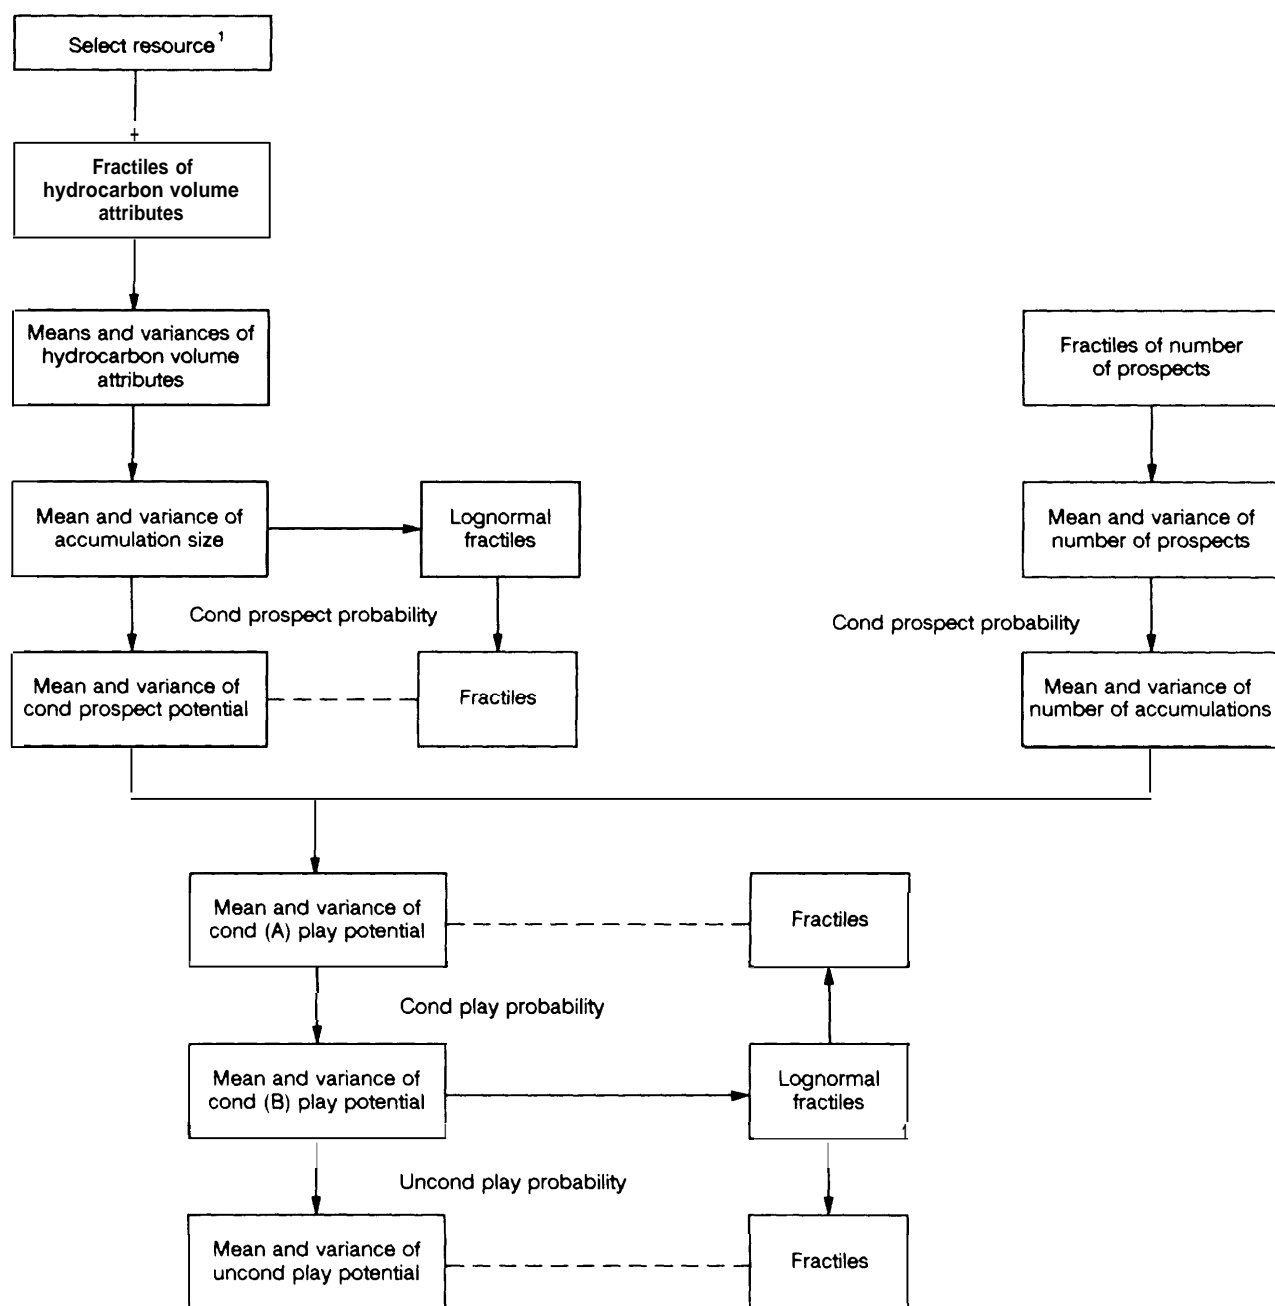 Select resource 1
Fractiles of
hydrocarbon volume
attributes
Means and variances of
hydrocarbon volume
attributes
Fractiles of number
of prospects
Mean and variance of
accumulation size
Lognormal
fractiles
Mean and variance of
number of prospects
Cond prospect probability
Cond prospect probability
Mean and variance of
cond prospect potential
Fractiles
Mean and variance of
number of accumulations
Mean and variance of
cond (A) play potential
Fractiles
Cond play probability
Mean and variance of
cond (B) play potential
Lognormal
fractiles
1
Uncond play probability
Mean and variance of
uncond play potential
Fractiles